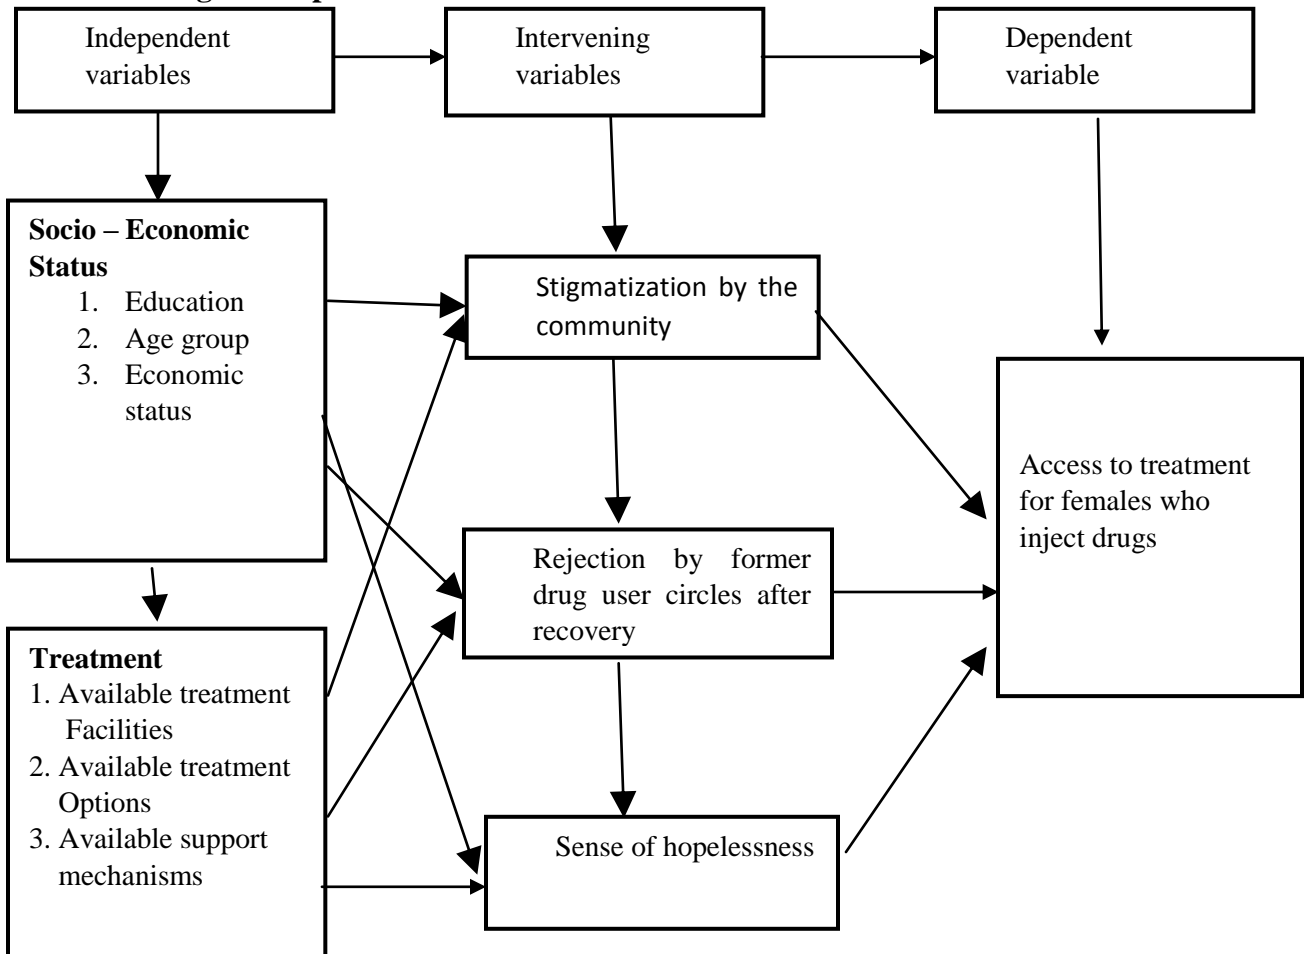 Independent
variables
Intervening
variables
Dependent
variable
Socio – Economic
Status
1. Education
2. Age group
3. Economic
status
Stigmatization by the
community
Access to treatment
for females who
inject drugs
Rejection by former
drug user circles after
recovery
Treatment
1. Available treatment
Facilities
2. Available treatment
Options
3. Available support
mechanisms
Sense of hopelessness